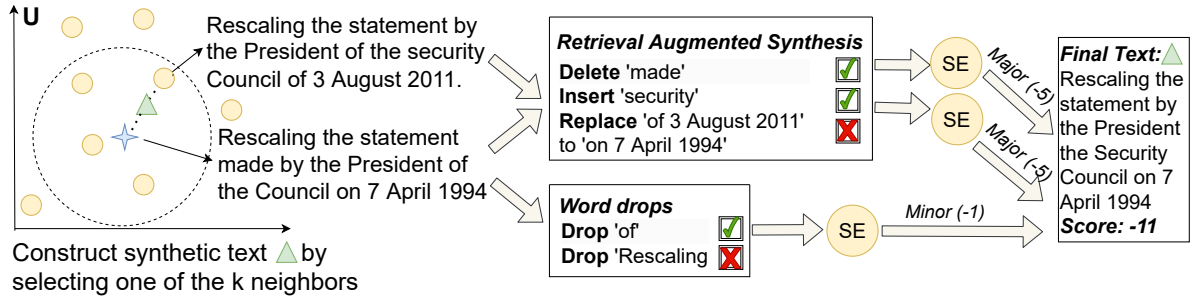 U
Rescaling the statement by
the President of the security
Council of 3 August 2011.
Rescaling the statement
made by the President of
the Council on 7 April 1994
Construct synthetic text by
selecting one of the k neighbors
Retrieval Augmented Synthesis
Delete 'made'
Insert 'security'
Replace 'of 3 August 2011'
to 'on 7 April 1994'
Word drops
Drop 'of'
Drop 'Rescaling
SE
SE
SE
Major (-5)
Major (-5)
Minor (-1)
Final Text:
Rescaling the
statement by
the President
the Security
Council on 7
April 1994
Score: -11